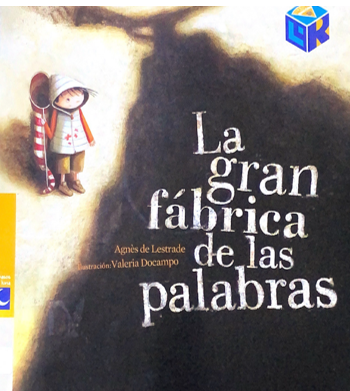 La
gran
fábrica
de las
palabras
Agnès de Lestrade
Ilustración: Valeria Docampo